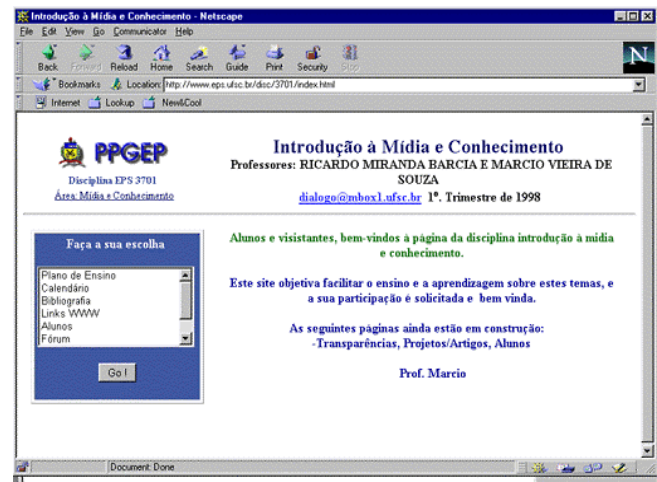 Introdução à Mídia e Conhecimento - Netscape
File Edit View Go Communicator Help
Back Forward Reload Home Search Guide Print Security Stop
Bookmarks Location: http://www.eps.ufsc.br/disc/3701/index.html
Internet Lookup New&Cool
PPGEP
Disciplina EPS 3701
Área: Mídia e Conhecimento
Introdução à Mídia e Conhecimento
Professores: RICARDO MIRANDA BARCIA E MARCIO VIEIRA DE
SOUZA
dialogo@mbox1.ufsc.br 1º. Trimestre de 1998
Faça a sua escolha
Plano de Ensino
Calendário
Bibliografia
Links WWW
Alunos
Fórum
Go !
Alunos e visistantes, bem-vindos à página da disciplina introdução à mídia
e conhecimento.
Este site objetiva facilitar o ensino e a aprendizagem sobre estes temas, e
a sua participação é solicitada e bem vinda.
As seguintes páginas ainda estão em construção:
-Transparências, Projetos/Artigos, Alunos
Prof. Marcio
Document: Done